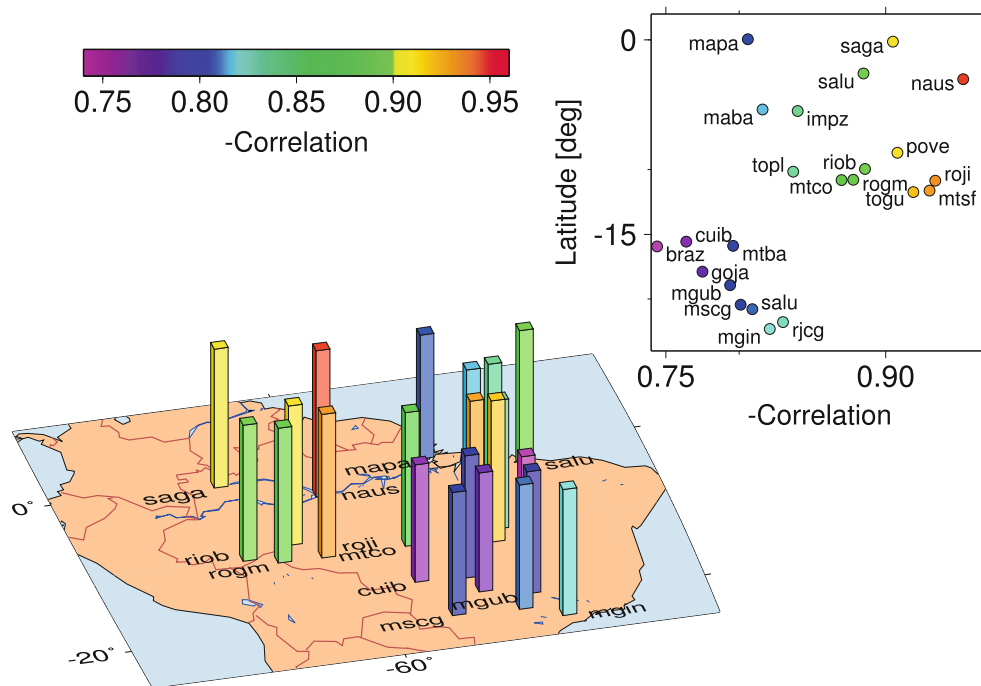 0.75 0.80 0.85 0.90 0.95
-Correlation
Latitude [deg]
0
-15
mapa
saga
salu
naus
maba
impz
pove
topl
riob
mtco
rogm
roji
togu
mtsf
cuib
braz
mtba
goja
mgub
mscg
salu
mgin
rjcg
0.75 0.90
-Correlation
mapa
salu
saga
naus
0°
roji
riob
mtco
rogm
cuib
mgub
mgin
mscg
-20°
-60°